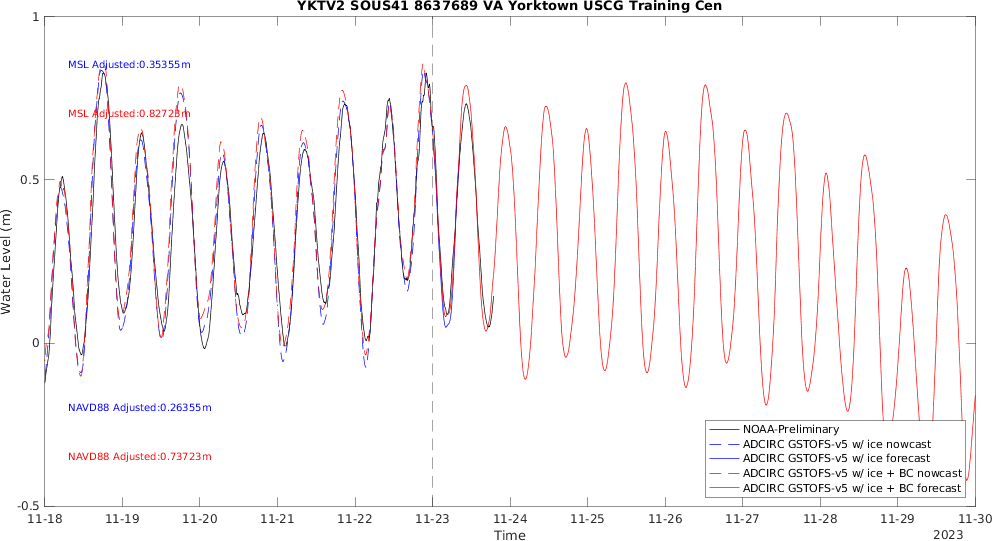 YKTV2 SOUS41 8637689 VA Yorktown USCG Training Cen
1
0.5
0
-0.5
Water Level (m)
MSL Adjusted:0.35355m
MSL Adjusted:0.82723m
NAVD88 Adjusted:0.26355m
NAVD88 Adjusted:0.73723m
NOAA-Preliminary
ADCIRC GSTOFS-v5 w/ ice nowcast
ADCIRC GSTOFS-v5 w/ ice forecast
ADCIRC GSTOFS-v5 w/ ice + BC nowcast
ADCIRC GSTOFS-v5 w/ ice + BC forecast
11-18 11-19 11-20 11-21 11-22 11-23 11-24 11-25 11-26 11-27 11-28 11-29 11-30
Time
2023